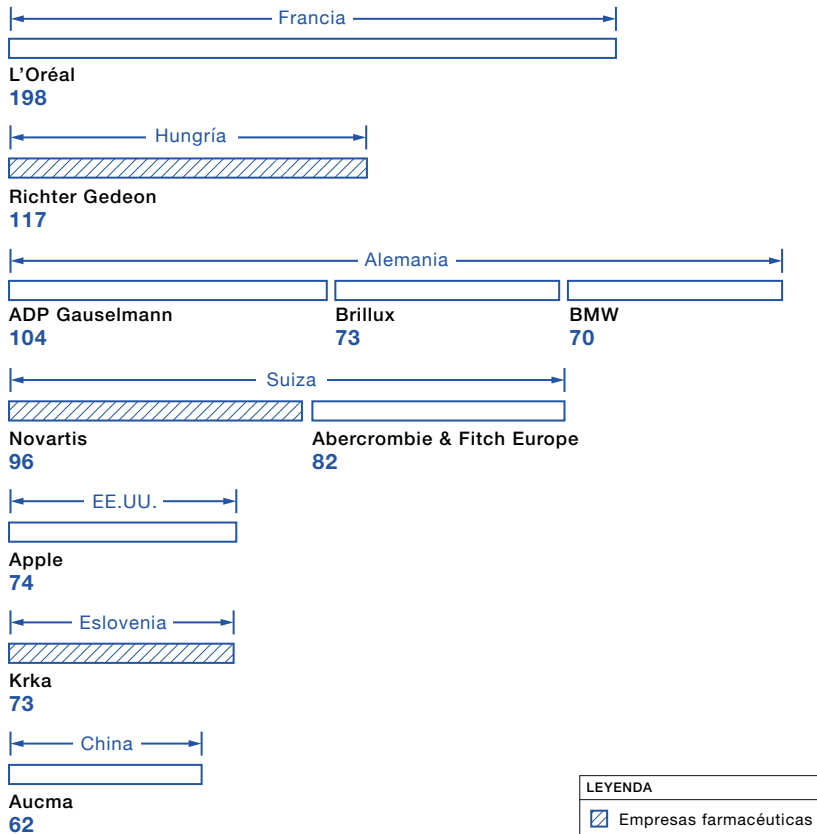 Francia
L'Oréal
198
Hungría
Richter Gedeon
117
Alemania
ADP Gauselmann Brillux BMW
104 73 70
Suiza
Novartis Abercrombie & Fitch Europe
96 82
EE.UU.
Apple
74
Eslovenia
Krka
73
China
Aucma
62
LEYENDA
Empresas farmacéuticas